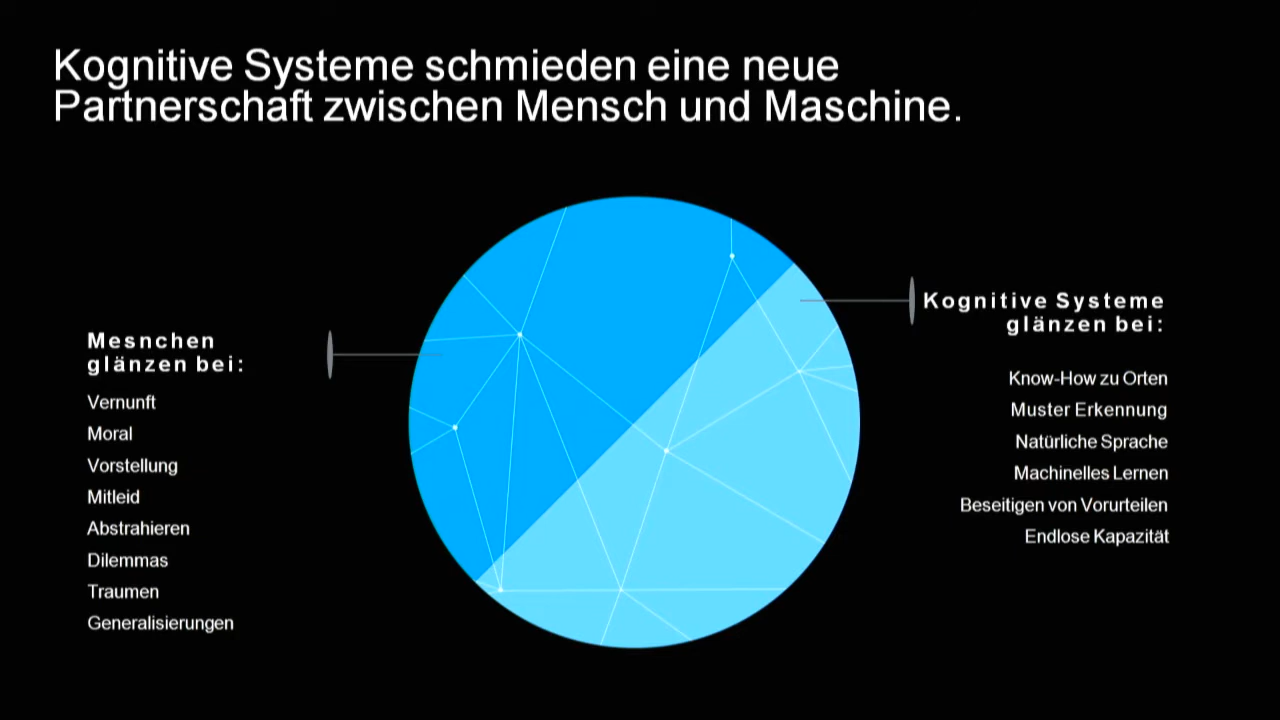 Kognitive Systeme schmieden eine neue
Partnerschaft zwischen Mensch und Maschine.
Mesnchen
glänzen bei:
Vernunft
Moral
Vorstellung
Mitleid
Abstrahieren
Dilemmas
Traumen
Generalisierungen
Kognitive Systeme
glänzen bei:
Know-How zu Orten
Muster Erkennung
Natürliche Sprache
Machinelles Lernen
Beseitigen von Vorurteilen
Endlose Kapazität